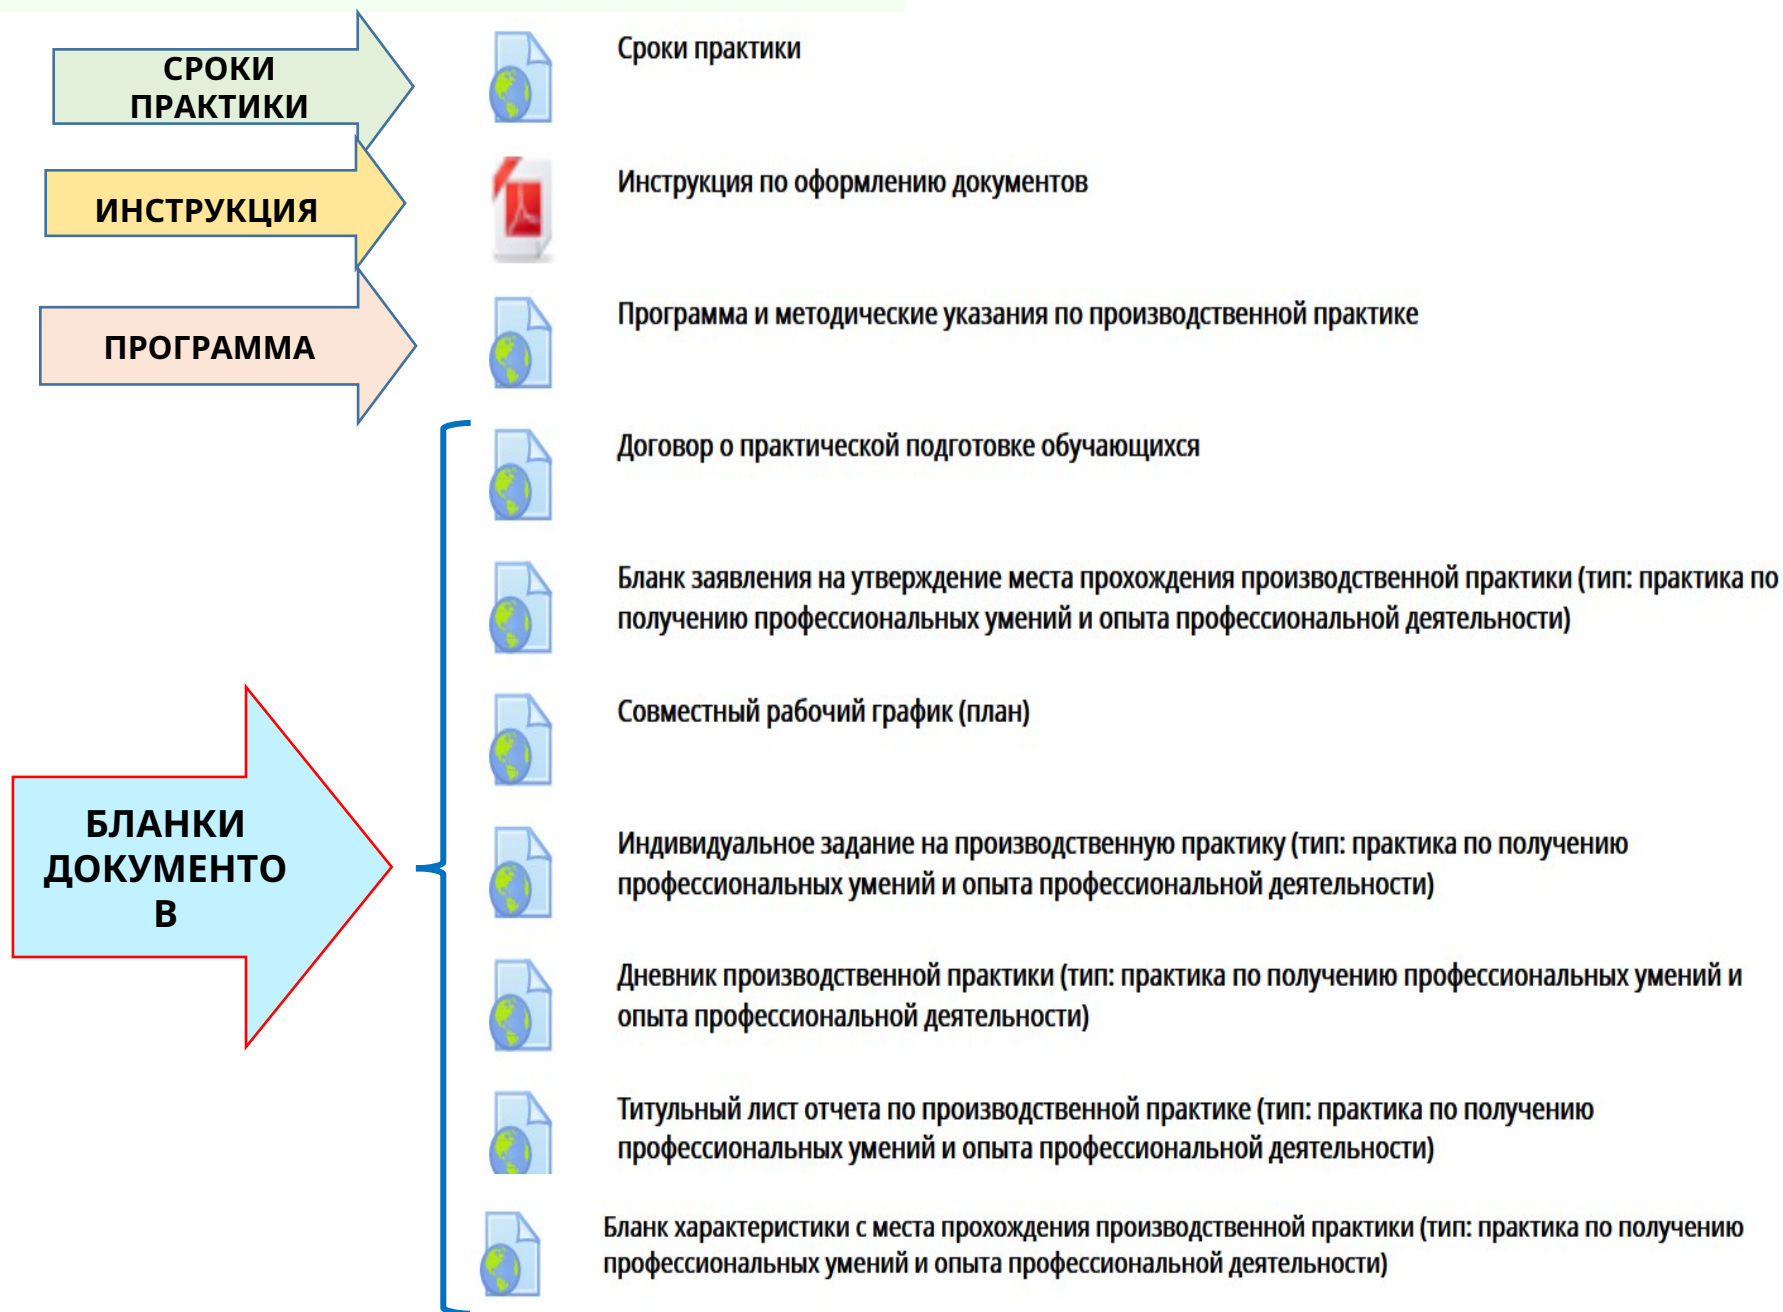 СРОКИ
ПРАКТИКИ
Сроки практики
ИНСТРУКЦИЯ
Инструкция по оформлению документов
ПРОГРАММА
Программа и методические указания по производственной практике
БЛАНКИ
ДОКУМЕНТО
В
Договор о практической подготовке обучающихся
Бланк заявления на утверждение места прохождения производственной практики (тип: практика по
получению профессиональных умений и опыта профессиональной деятельности)
Совместный рабочий график (план)
Индивидуальное задание на производственную практику (тип: практика по получению
профессиональных умений и опыта профессиональной деятельности)
Дневник производственной практики (тип: практика по получению профессиональных умений и
опыта профессиональной деятельности)
Титульный лист отчета по производственной практике (тип: практика по получению
профессиональных умений и опыта профессиональной деятельности)
Бланк характеристики с места прохождения производственной практики (тип: практика по получению
профессиональных умений и опыта профессиональной деятельности)